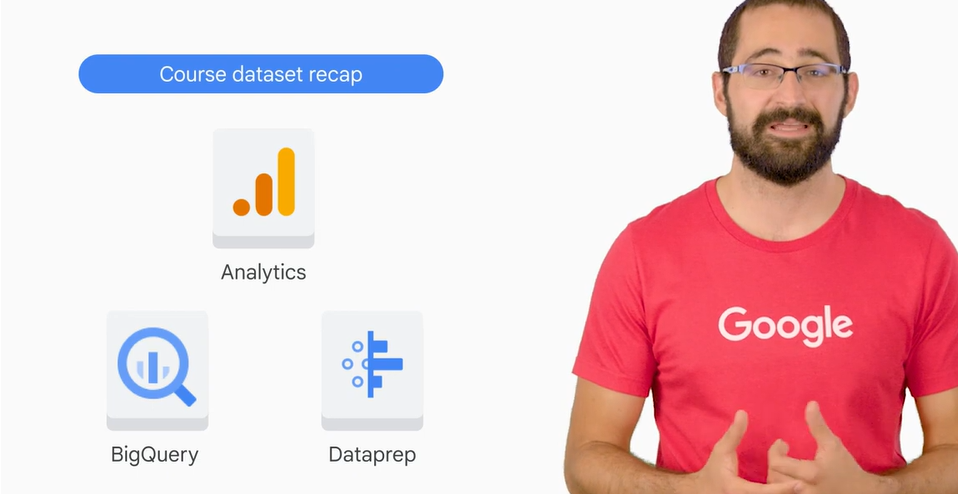 Course dataset recap
Analytics
BigQuery
Dataprep
Google